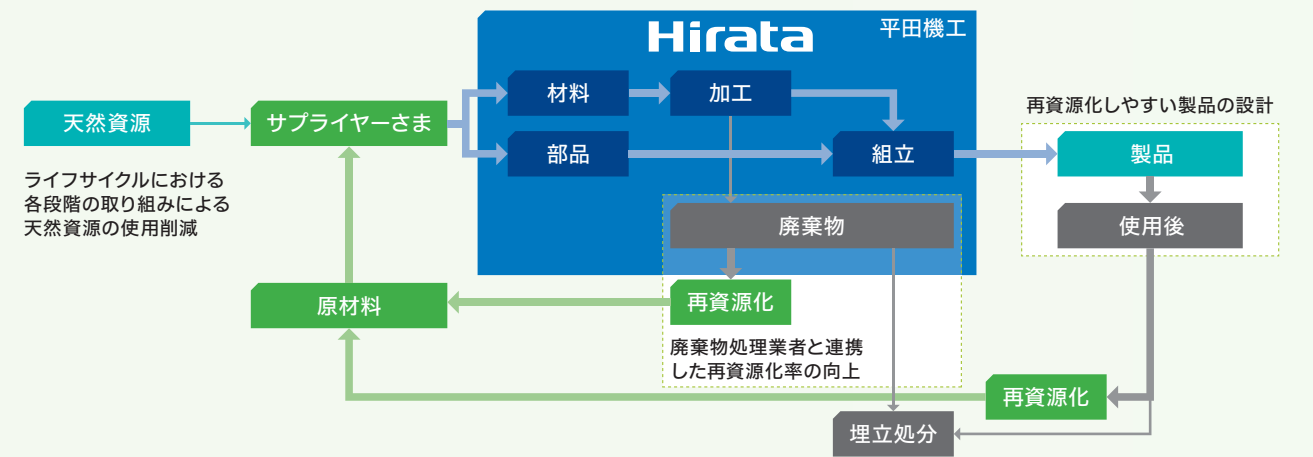 Hirata
平田機工
材料
加工
天然資源
サプライヤーさま
再資源化しやすい製品の設計
部品
組立
製品
ライフサイクルにおける
各段階の取り組みによる
天然資源の使用削減
廃棄物
使用後
原材料
再資源化
廃棄物処理業者と連携
した再資源化率の向上
再資源化
埋立処分